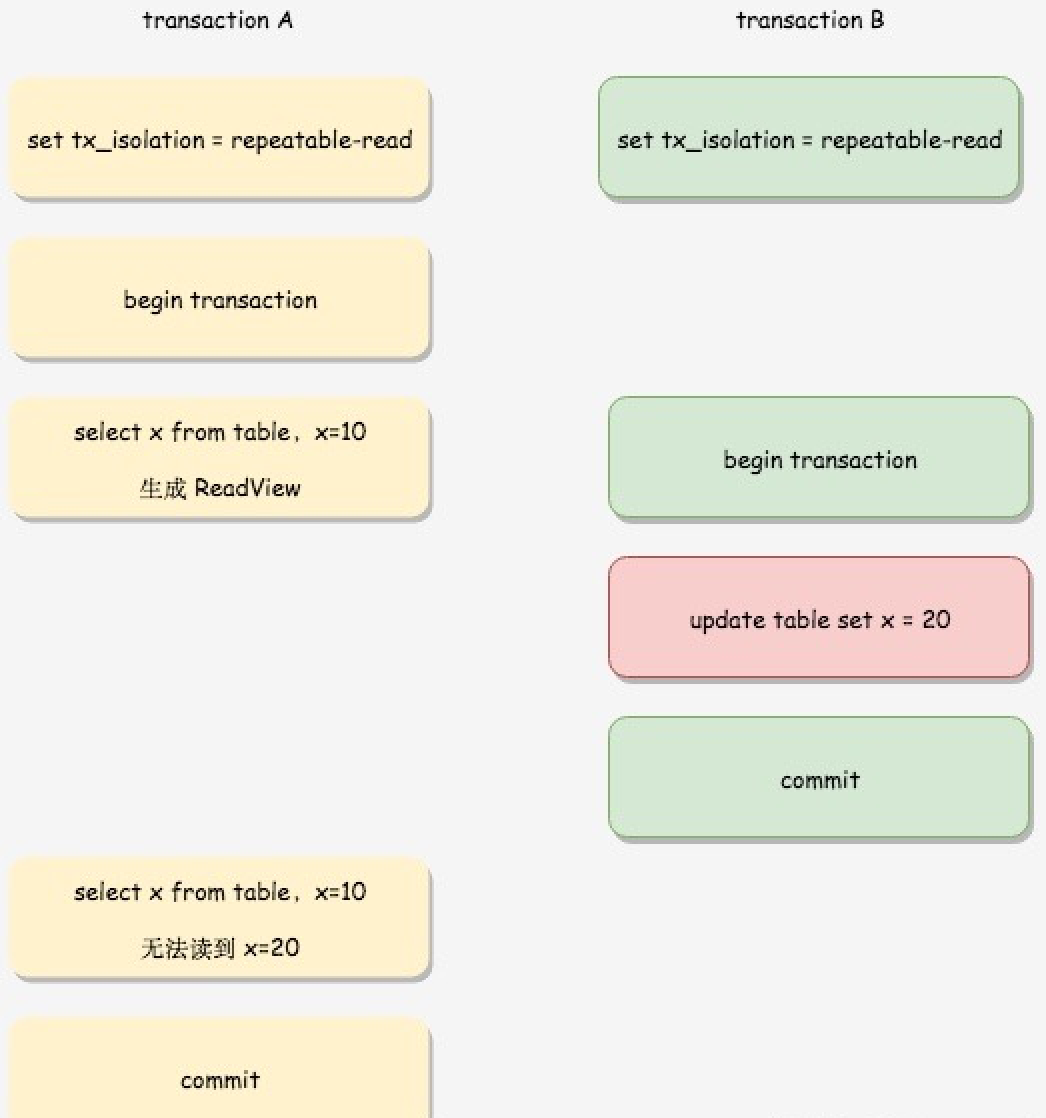 transaction A
transaction B
set tx_isolation = repeatable-read
set tx_isolation = repeatable-read
begin transaction
select x from table，x=10
生成 ReadView
begin transaction
update table set x = 20
commit
select x from table，x=10
无法读到 x=20
commit